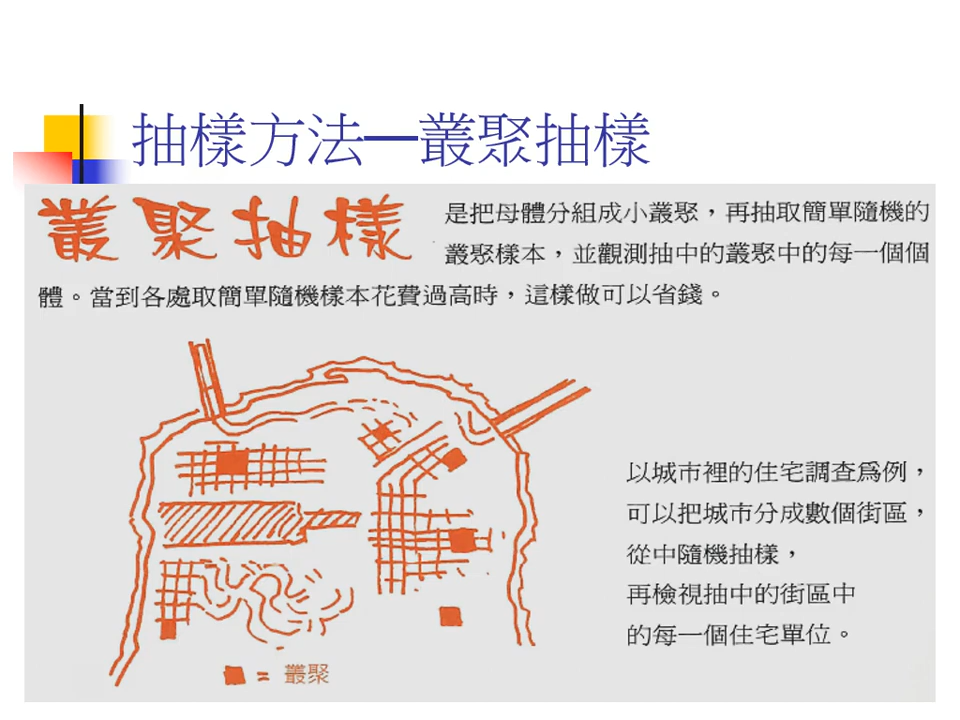 抽樣方法—叢聚抽樣
叢聚抽樣
是把母體分組成小叢聚，再抽取簡單隨機的
叢聚樣本，並觀測抽中的叢聚中的每一個個
體。當到各處取簡單隨機樣本花費過高時，這樣做可以省錢。
以城市裡的住宅調查爲例，
可以把城市分成數個街區，
從中隨機抽樣，
再檢視抽中的街區中
的每一個住宅單位。
= 叢聚